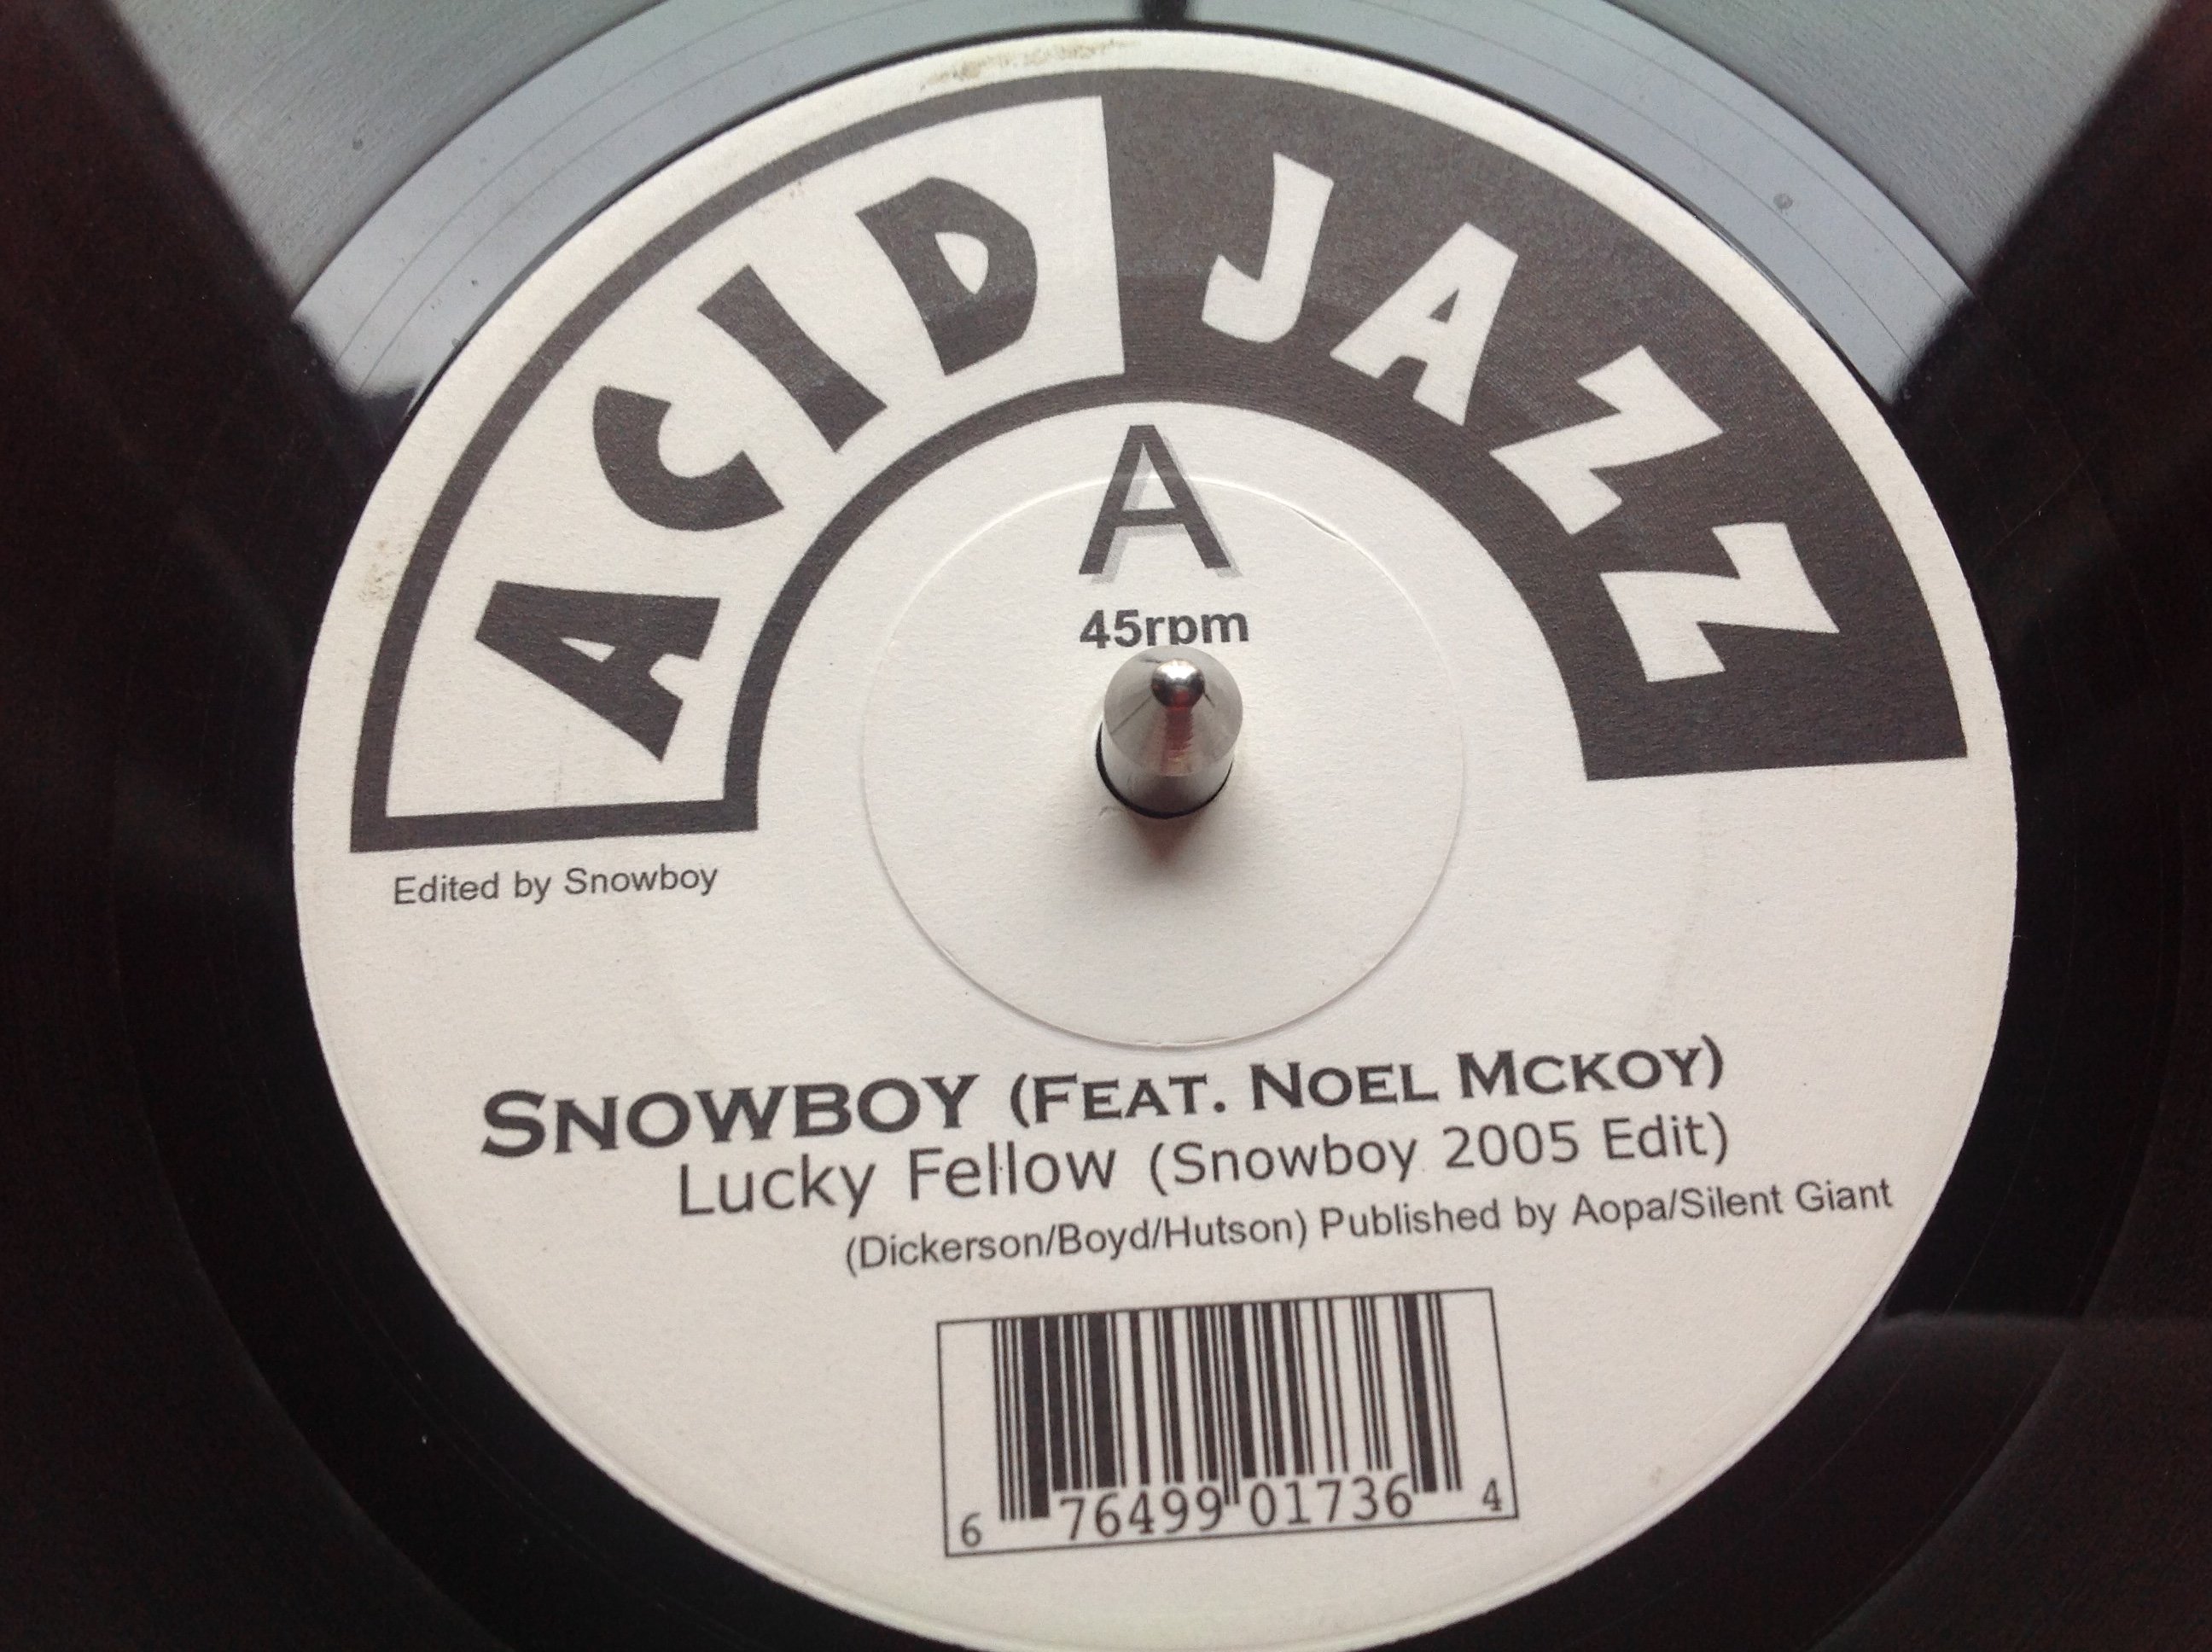 ACID JAZZ
A
45rpm
Edited by Snowboy
SNOWBOY (FEAT. NOEL MCKOY)
Lucky Fellow (Snowboy 2005 Edit)
(Dickerson/Boyd/Hutson) Published by Aopa/Silent Giant
6 76499 01736 4